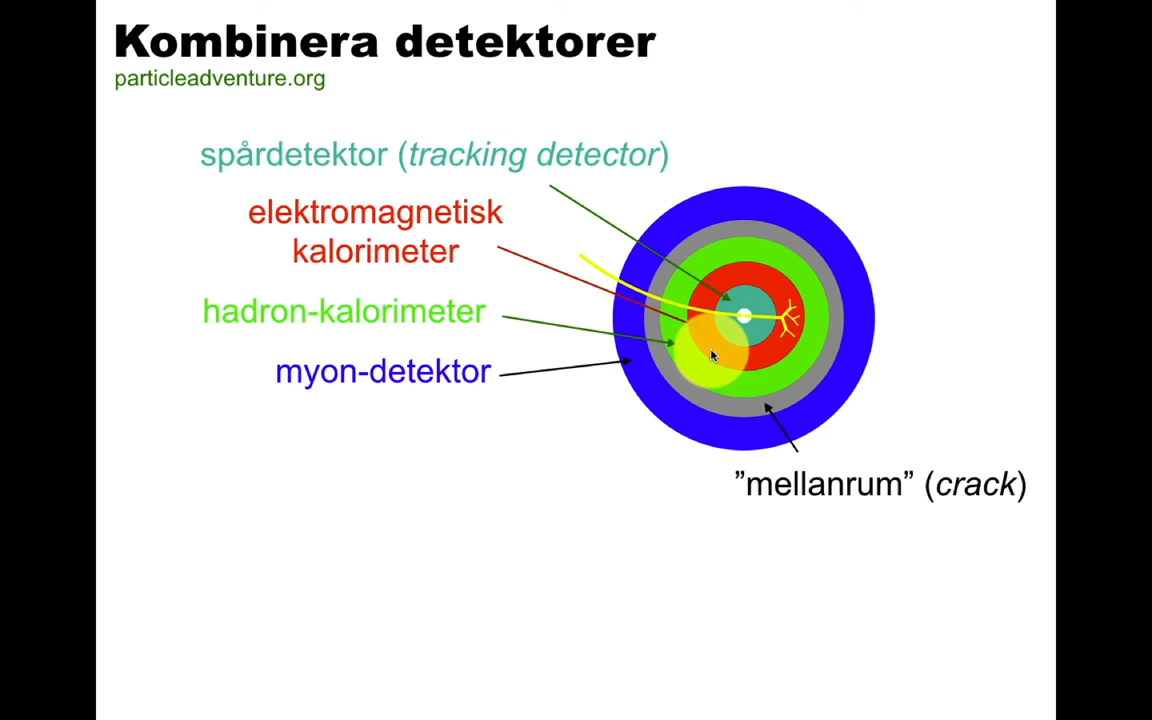 Kombinera detektorer
particleadventure.org
spårdetektor (tracking detector)
elektromagnetisk
kalorimeter
hadron-kalorimeter
myon-detektor
”mellanrum” (crack)